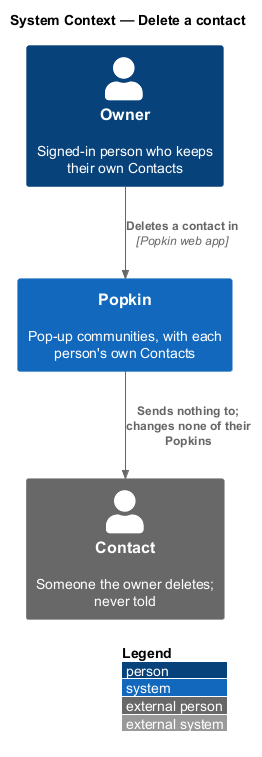 System Context — Delete a contact
Owner
Signed-in person who keeps
their own Contacts
Deletes a contact in
[Popkin web app]
Popkin
Pop-up communities, with each
person's own Contacts
Sends nothing to;
changes none of their
Popkins
Contact
Someone the owner deletes;
never told
Legend
person
system
external person
external system